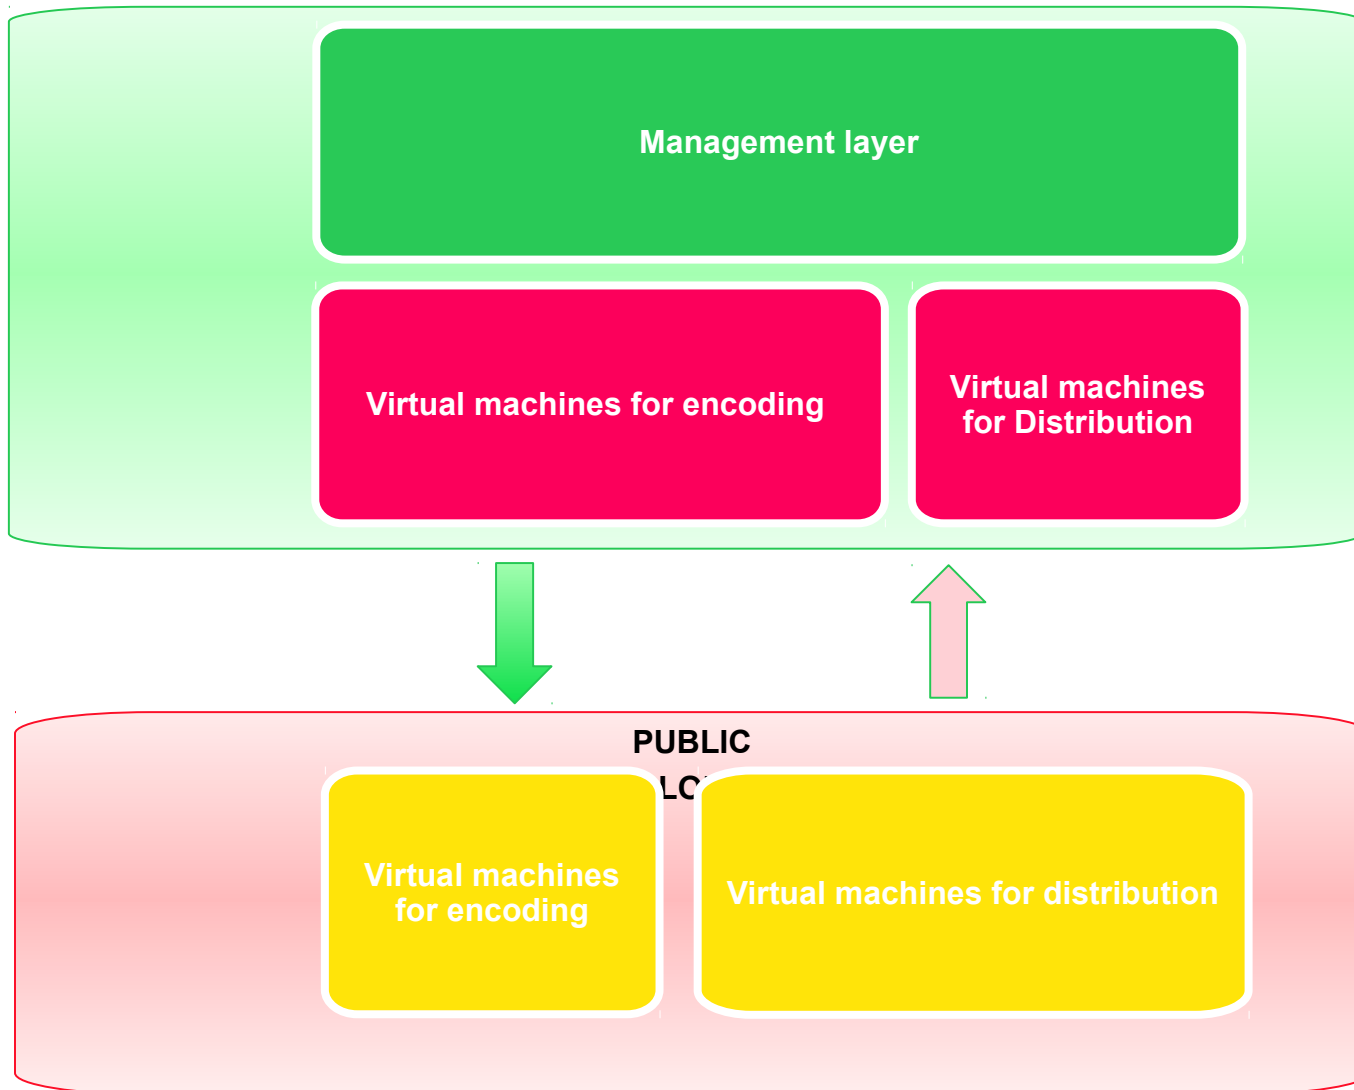 Management layer
Virtual machines for encoding
Virtual machines
for Distribution
PUBLIC
Virtual machines
for encoding
Virtual machines for distribution